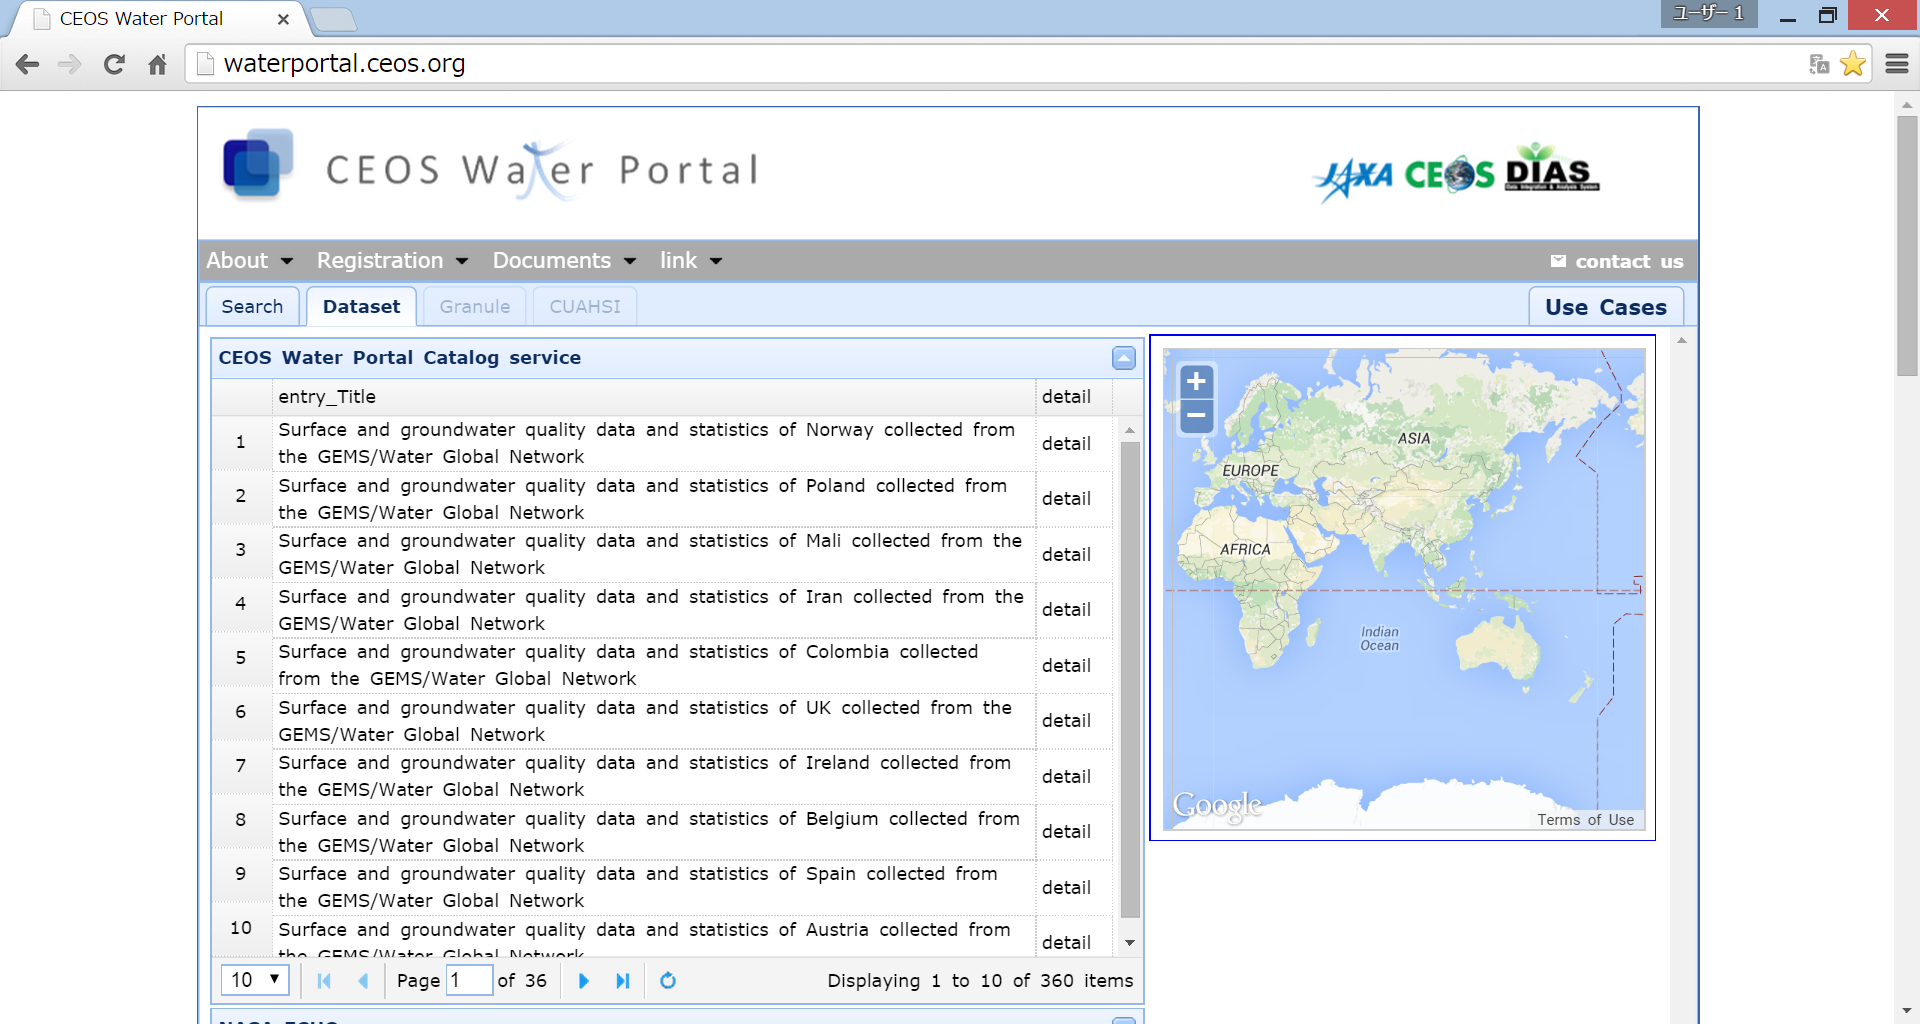 CEOS Water Portal
ユーザー 1
waterportal.ceos.org
CEOS Water Portal
JAXA CEOS DIAS
Data Integration & Analysis System
About Registration Documents link contact us
Search Dataset Granule CUAHSI Use Cases
CEOS Water Portal Catalog service
entry_Title detail
1 Surface and groundwater quality data and statistics of Norway collected from
the GEMS/Water Global Network detail
2 Surface and groundwater quality data and statistics of Poland collected from
the GEMS/Water Global Network detail
3 Surface and groundwater quality data and statistics of Mali collected from the
GEMS/Water Global Network detail
4 Surface and groundwater quality data and statistics of Iran collected from the
GEMS/Water Global Network detail
5 Surface and groundwater quality data and statistics of Colombia collected
from the GEMS/Water Global Network detail
6 Surface and groundwater quality data and statistics of UK collected from the
GEMS/Water Global Network detail
7 Surface and groundwater quality data and statistics of Ireland collected from
the GEMS/Water Global Network detail
8 Surface and groundwater quality data and statistics of Belgium collected from
the GEMS/Water Global Network detail
9 Surface and groundwater quality data and statistics of Spain collected from
the GEMS/Water Global Network detail
10 Surface and groundwater quality data and statistics of Austria collected from
the GEMS/Water Global Network detail
10 Page 1 of 36 Displaying 1 to 10 of 360 items
NASA ECHO
+
−
ASIA
EUROPE
AFRICA
Indian
Ocean
Google
Terms of Use